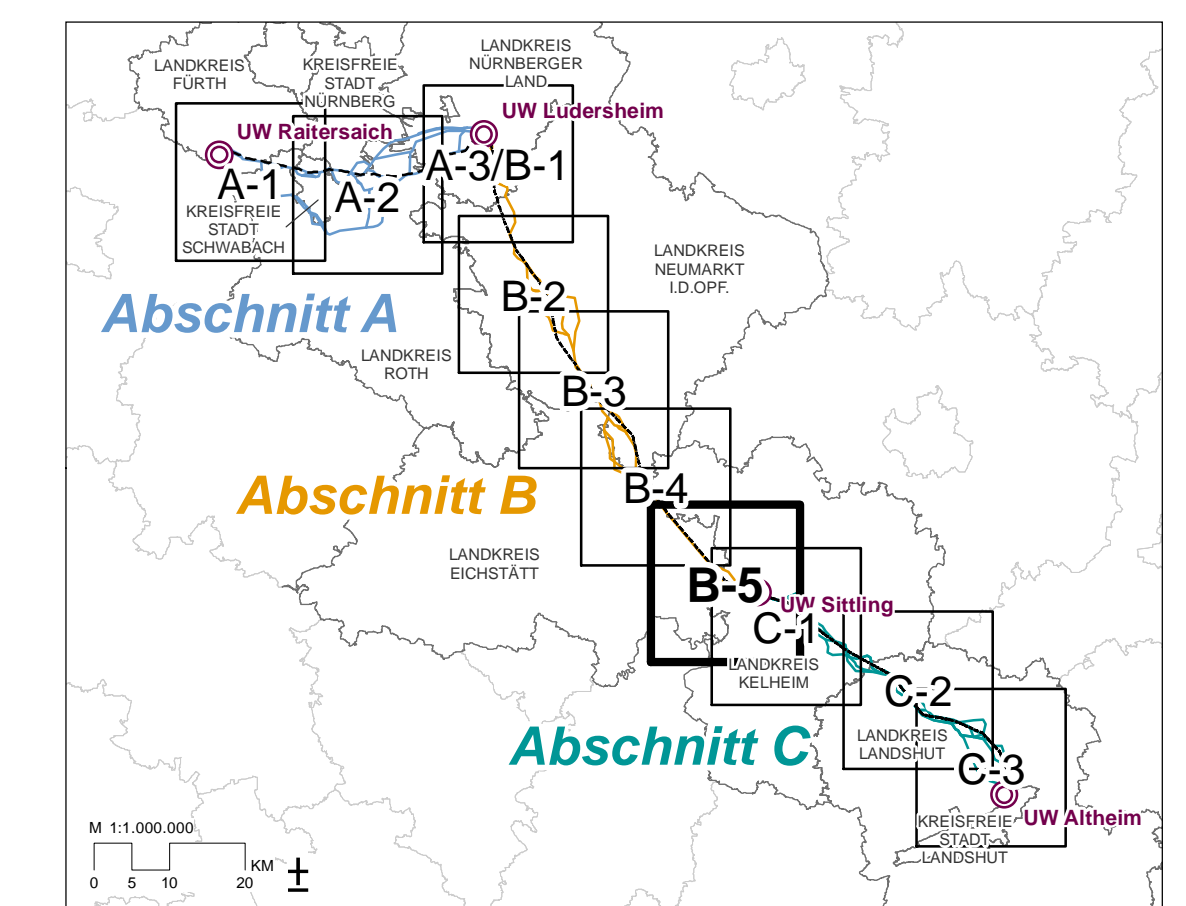 LANDKREIS
FÜRTH
KREISFREIE
STADT
NÜRNBERG
LANDKREIS
NÜRNBERGER
LAND
UW Raitersaich
UW Ludersheim
A-1
A-2
A-3/B-1
KREISFREIE
STADT
SCHWABACH
LANDKREIS
NEUMARKT
I.D.OPF.
B-2
Abschnitt A
LANDKREIS
ROTH
B-3
Abschnitt B
B-4
LANDKREIS
EICHSTÄTT
B-5
UW Sittling
C-1
LANDKREIS
KELHEIM
C-2
Abschnitt C
LANDKREIS
LANDSHUT
C-3
UW Altheim
KREISFREIE
STADT
LANDSHUT
M 1:1.000.000
KM
0 5 10 20